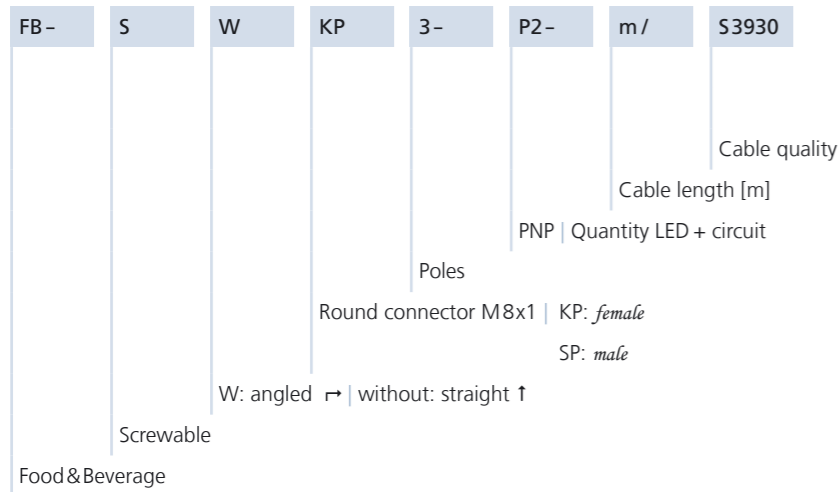 FB– S W KP 3– P2– m/ S3930
Cable quality
Cable length [m]
PNP | Quantity LED + circuit
Poles
Round connector M8x1 | KP: female
SP: male
W: angled ↱ | without: straight ↑
Screwable
Food&Beverage